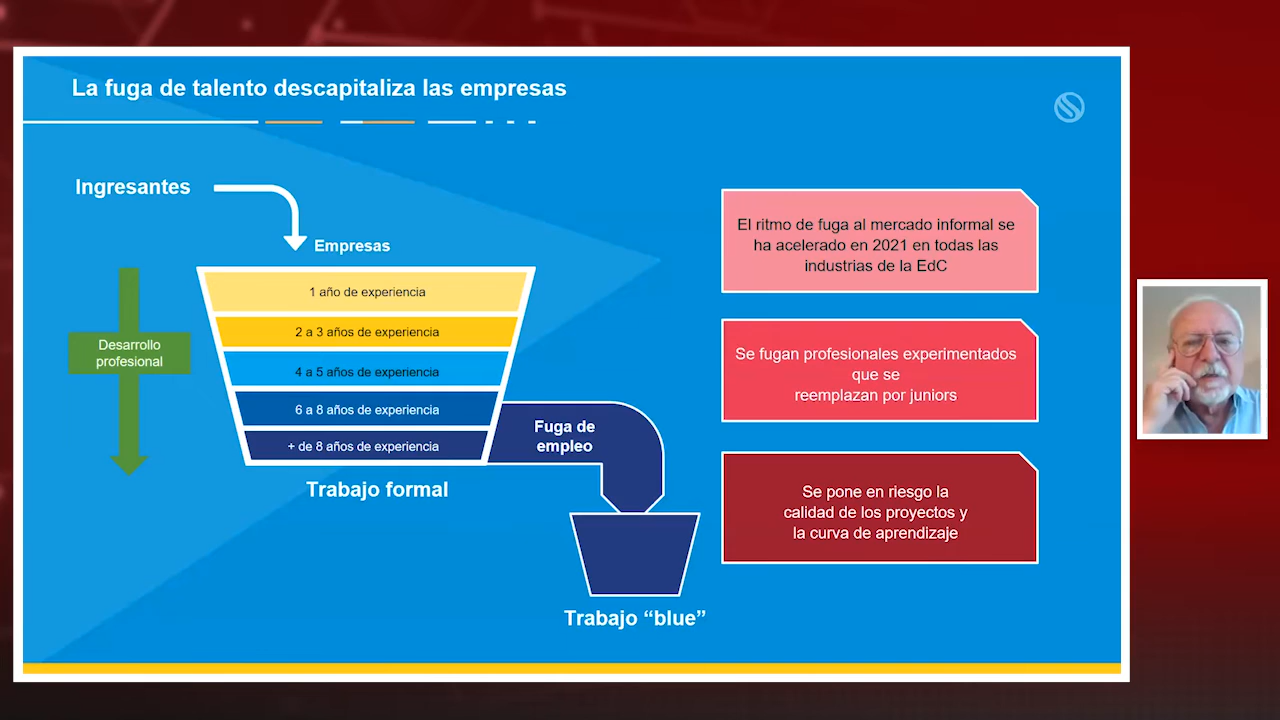 La fuga de talento descapitaliza las empresas
Ingresantes
Empresas
1 año de experiencia
2 a 3 años de experiencia
4 a 5 años de experiencia
6 a 8 años de experiencia
+ de 8 años de experiencia
Desarrollo
profesional
Trabajo formal
Fuga de
empleo
Trabajo “blue”
El ritmo de fuga al mercado informal se
ha acelerado en 2021 en todas las
industrias de la EdC
Se fugan profesionales experimentados
que se
reemplazan por juniors
Se pone en riesgo la
calidad de los proyectos y
la curva de aprendizaje